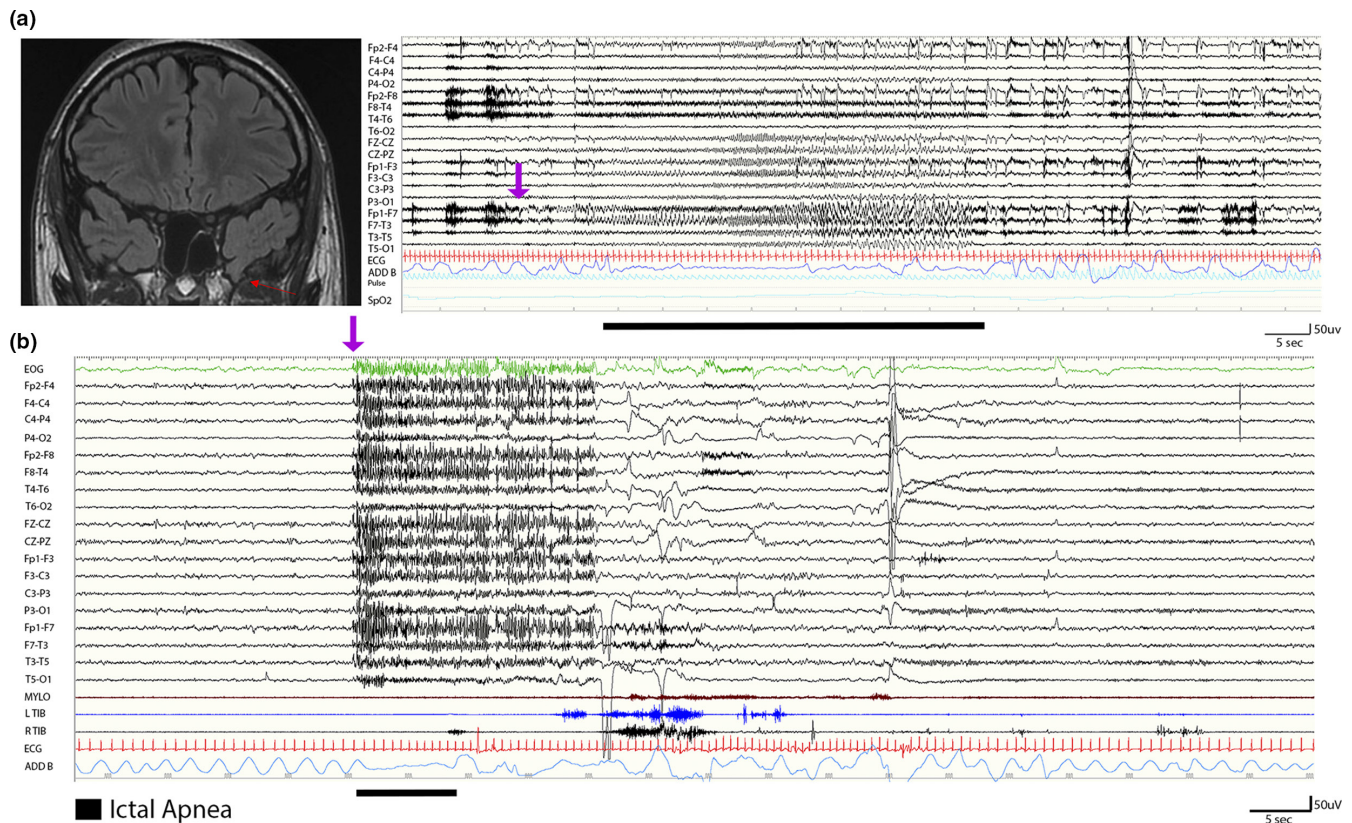 (a)
Fp2-F4
F4-C4
C4-P4
P4-O2
Fp2-F8
F8-T4
T4-T6
T6-O2
FZ-CZ
CZ-PZ
Fp1-F3
F3-C3
C3-P3
P3-O1
Fp1-F7
F7-T3
T3-T5
T5-O1
ECG
ADD B
Pulse
SpO2
50uv
5 sec
(b)
EOG
Fp2-F4
F4-C4
C4-P4
P4-O2
Fp2-F8
F8-T4
T4-T6
T6-O2
FZ-CZ
CZ-PZ
Fp1-F3
F3-C3
C3-P3
P3-O1
Fp1-F7
F7-T3
T3-T5
T5-O1
MYLO
L TIB
R TIB
ECG
ADD B
Ictal Apnea
50uV
5 sec